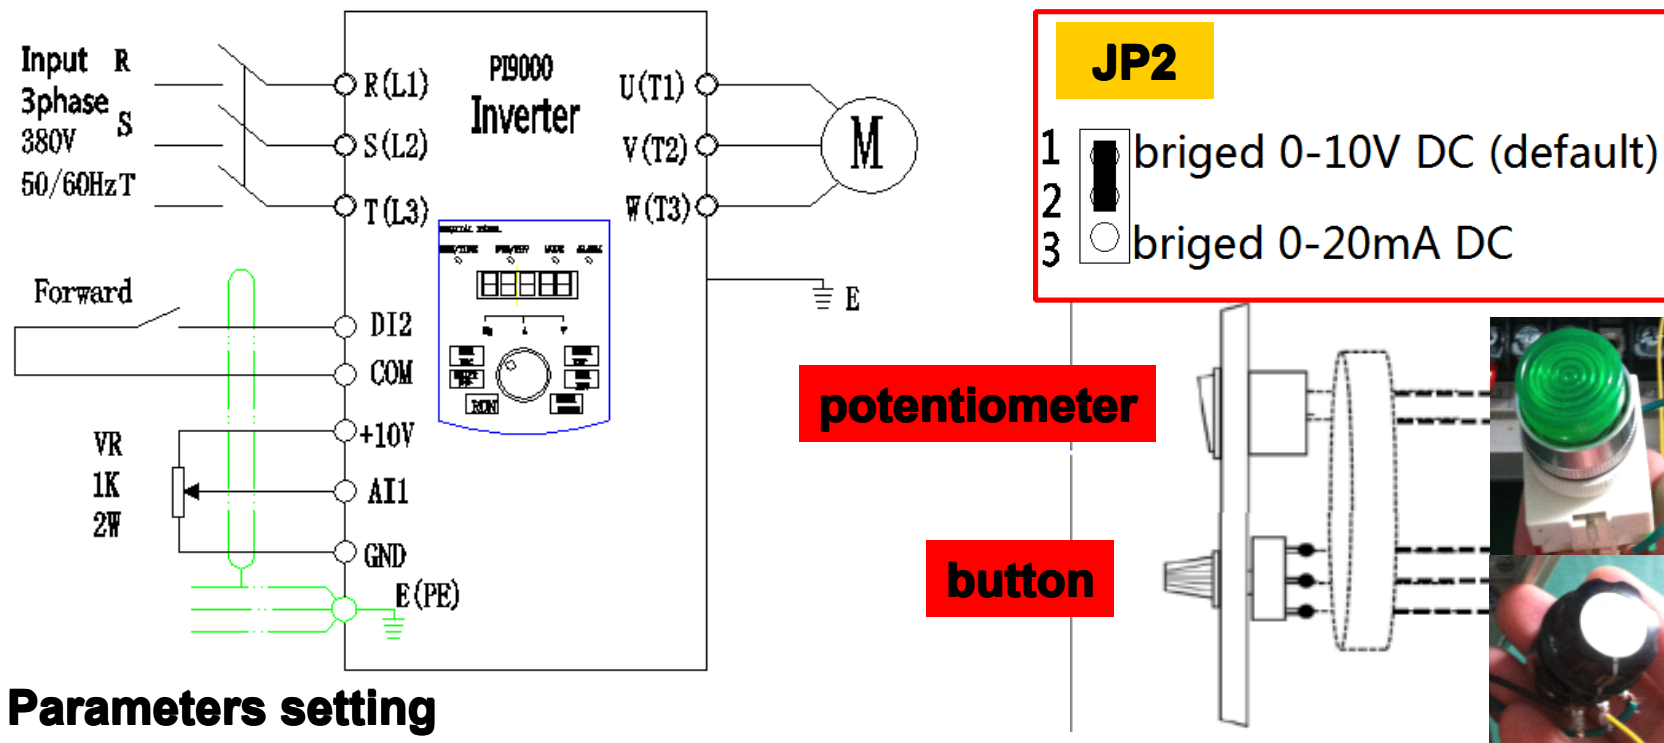 Input R
3phase
S
380V
50/60Hz T
R(L1)
S(L2)
T(L3)
PI9000
Inverter
U(T1)
V(T2)
W(T3)
M
E
Forward
DI2
COM
+10V
AI1
GND
E(PE)
VR
1K
2W
RUN
JP2
1 briged 0-10V DC (default)
2
3 briged 0-20mA DC
potentiometer
button
Parameters setting